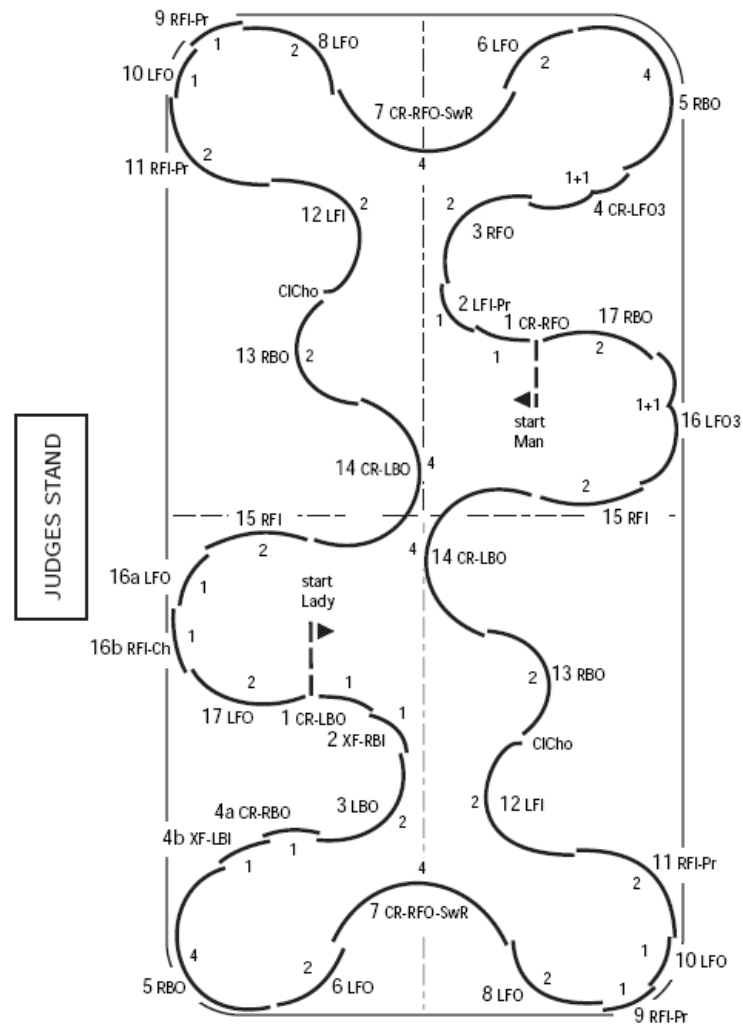 9 RFI-Pr
1
2
8 LFO
6 LFO
2
4
10 LFO
1
5 RBO
7 CR-RFO-SwR
4
11 RFI-Pr
2
1+1
4 CR-LFO3
12 LFI
2
2
3 RFO
ClCho
2 LFI-Pr
1
1 CR-RFO
1
17 RBO
2
13 RBO
2
start
Man
1+1
16 LFO3
14 CR-LBO
4
2
15 RFI
JUDGES STAND
15 RFI
2
4
14 CR-LBO
16a LFO
1
start
Lady
16b RFI-Ch
1
2
17 LFO
1 CR-LBO
1
1
2 XF-RBI
13 RBO
2
ClCho
3 LBO
2
2
12 LFI
4a CR-RBO
1
4b XF-LBI
1
4
7 CR-RFO-SwR
11 RFI-Pr
2
4
5 RBO
2
6 LFO
8 LFO
2
1
10 LFO
1
9 RFI-Pr